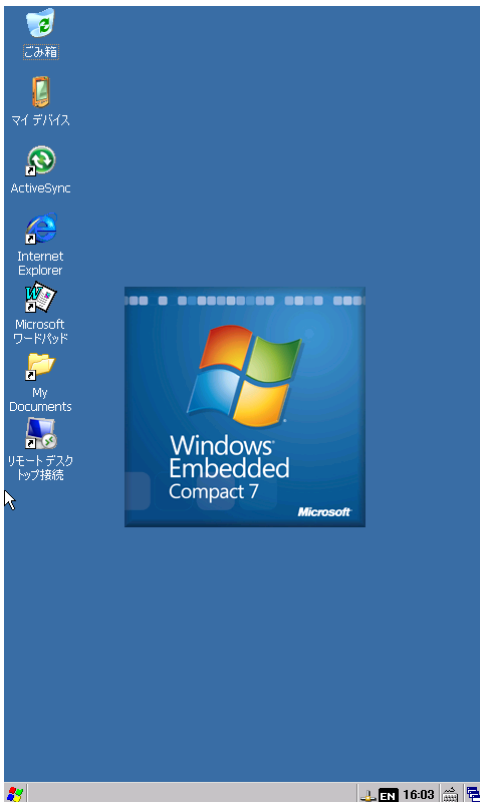 ごみ箱
マイ デバイス
ActiveSync
Internet
Explorer
Microsoft
ワードパッド
My
Documents
リモート デスク
トップ接続
Windows
Embedded
Compact 7
Microsoft
EN 16:03